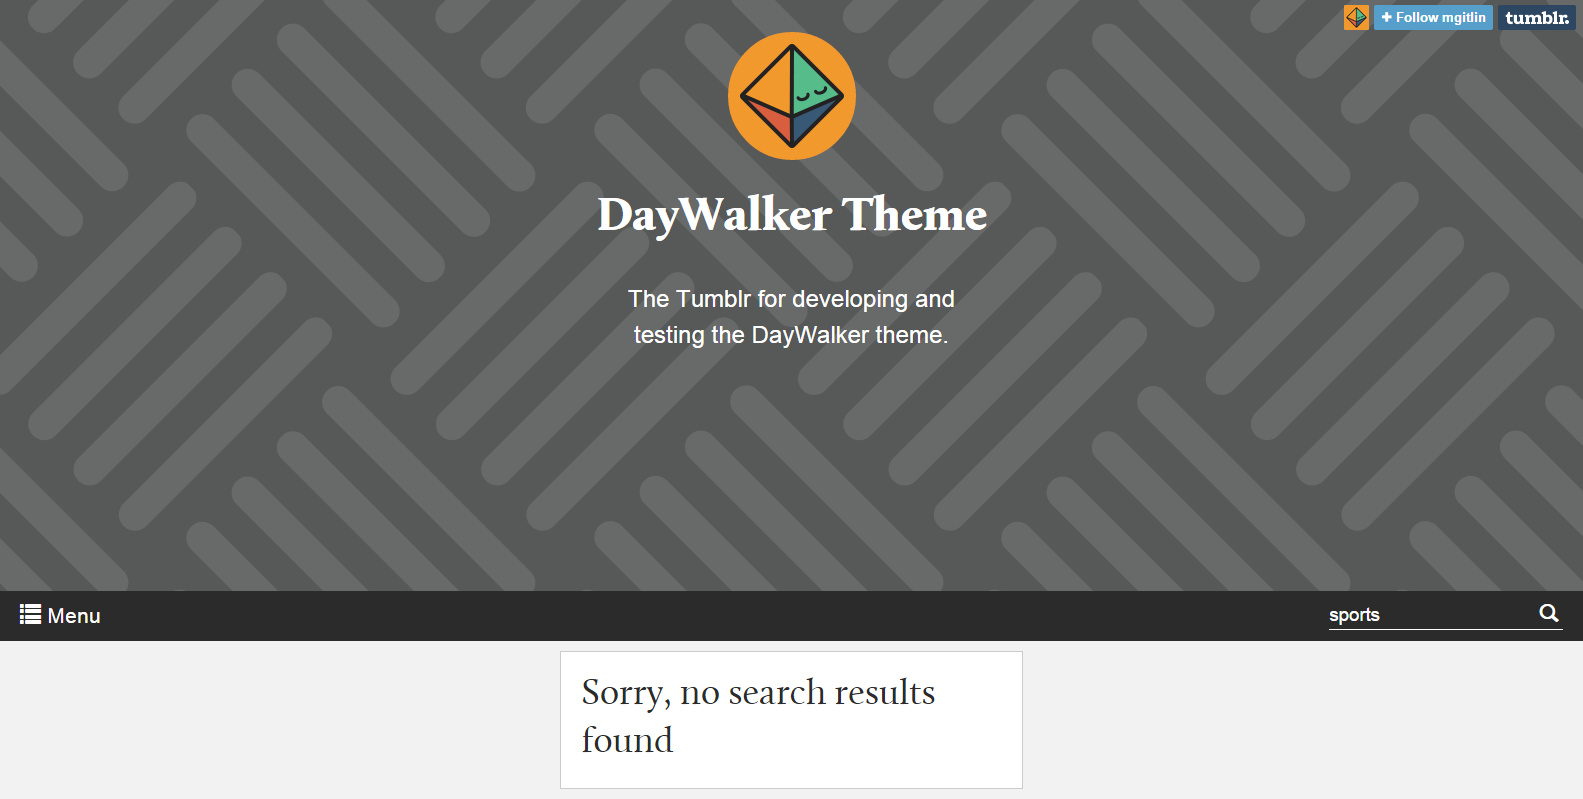 + Follow mgitlin
tumblr.
DayWalker Theme
The Tumblr for developing and
testing the DayWalker theme.
Menu
sports
Sorry, no search results
found